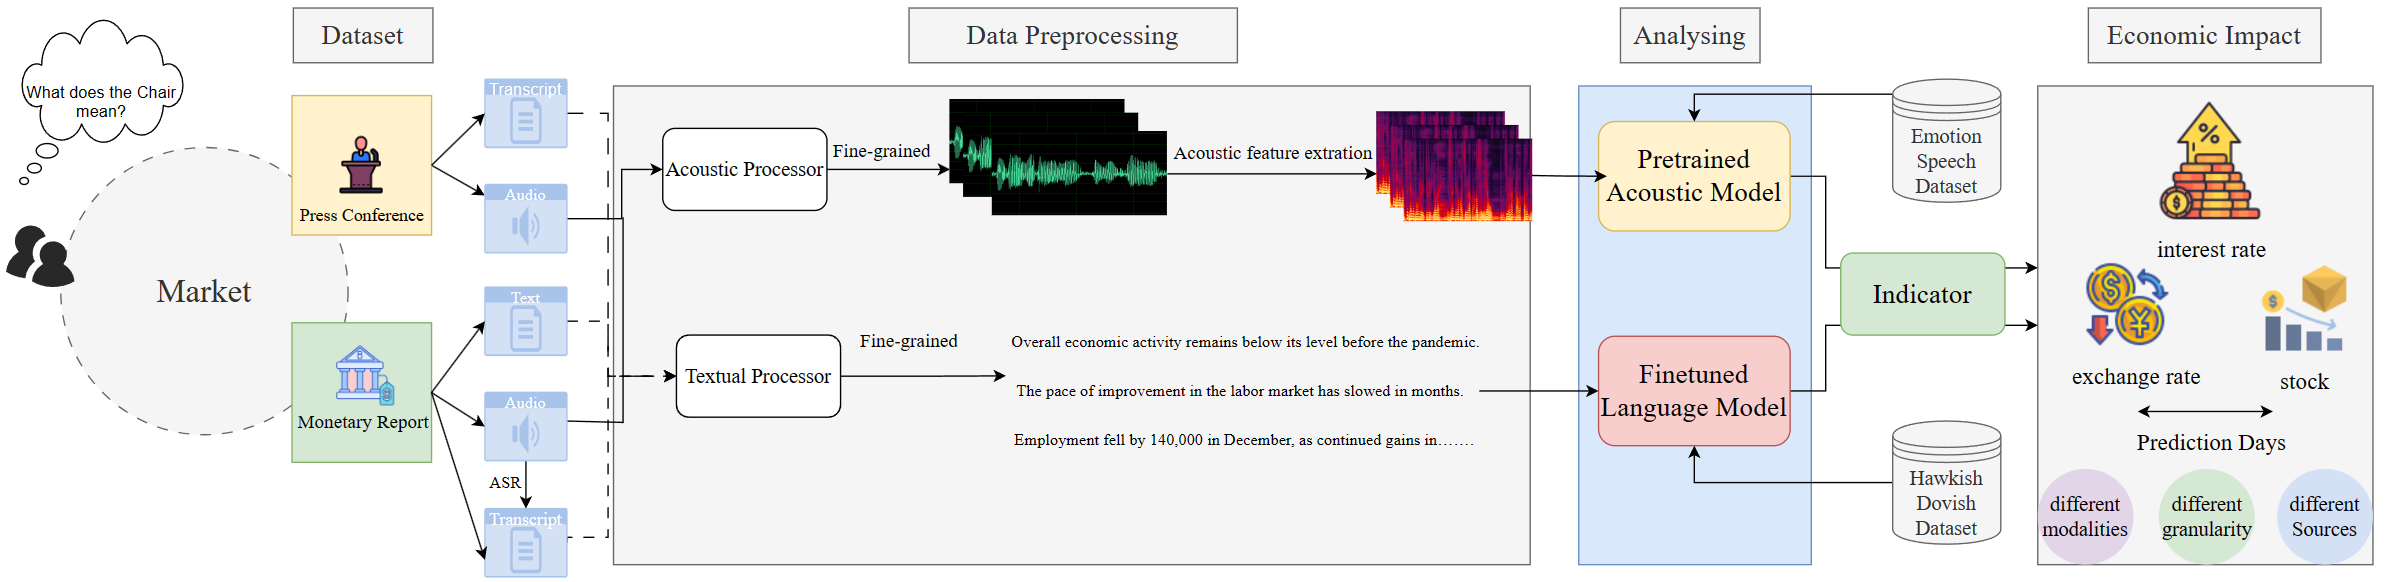 Dataset
Data Preprocessing
Analysing
Economic Impact
What does the Chair
mean?
Market
Press Conference
Monetary Report
Transcript
Audio
Text
Audio
ASR
Transcript
Acoustic Processor
Fine-grained
Acoustic feature extration
Textual Processor
Fine-grained
Overall economic activity remains below its level before the pandemic.
The pace of improvement in the labor market has slowed in months.
Employment fell by 140,000 in December, as continued gains in.......
Pretrained
Acoustic Model
Finetuned
Language Model
Emotion
Speech
Dataset
Indicator
Hawkish
Dovish
Dataset
interest rate
exchange rate
stock
Prediction Days
different
modalities
different
granularity
different
Sources